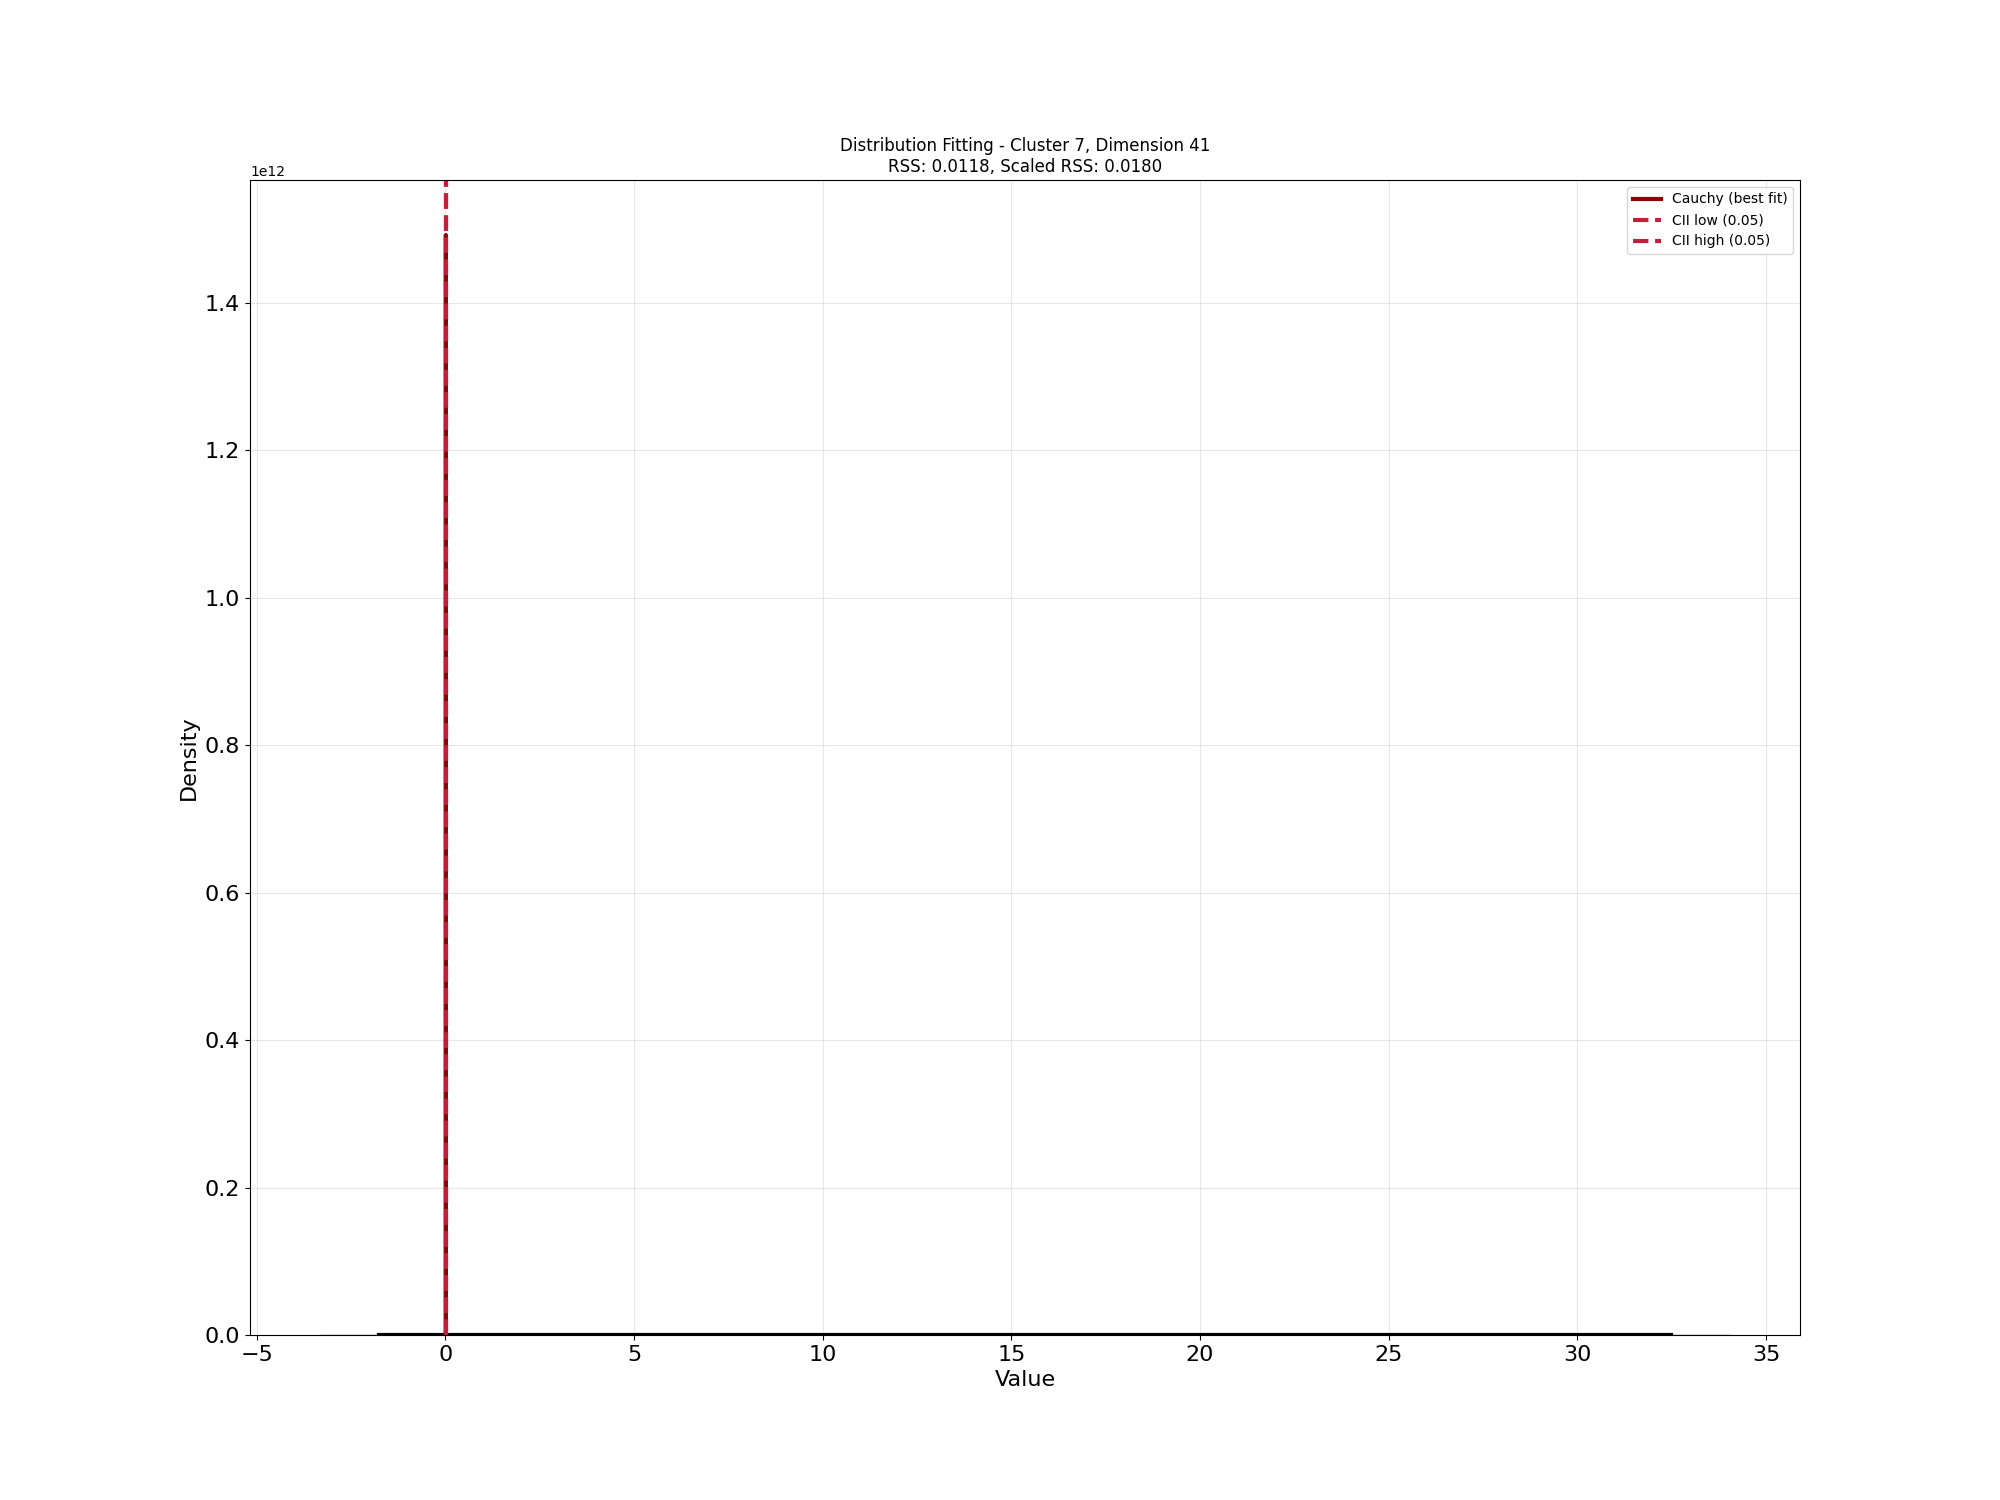 Distribution Fitting - Cluster 7, Dimension 41
RSS: 0.0118, Scaled RSS: 0.0180
1e12
Cauchy (best fit)
CII low (0.05)
CII high (0.05)
1.4
1.2
1.0
0.8
0.6
0.4
0.2
0.0
Density
−5 0 5 10 15 20 25 30 35
Value